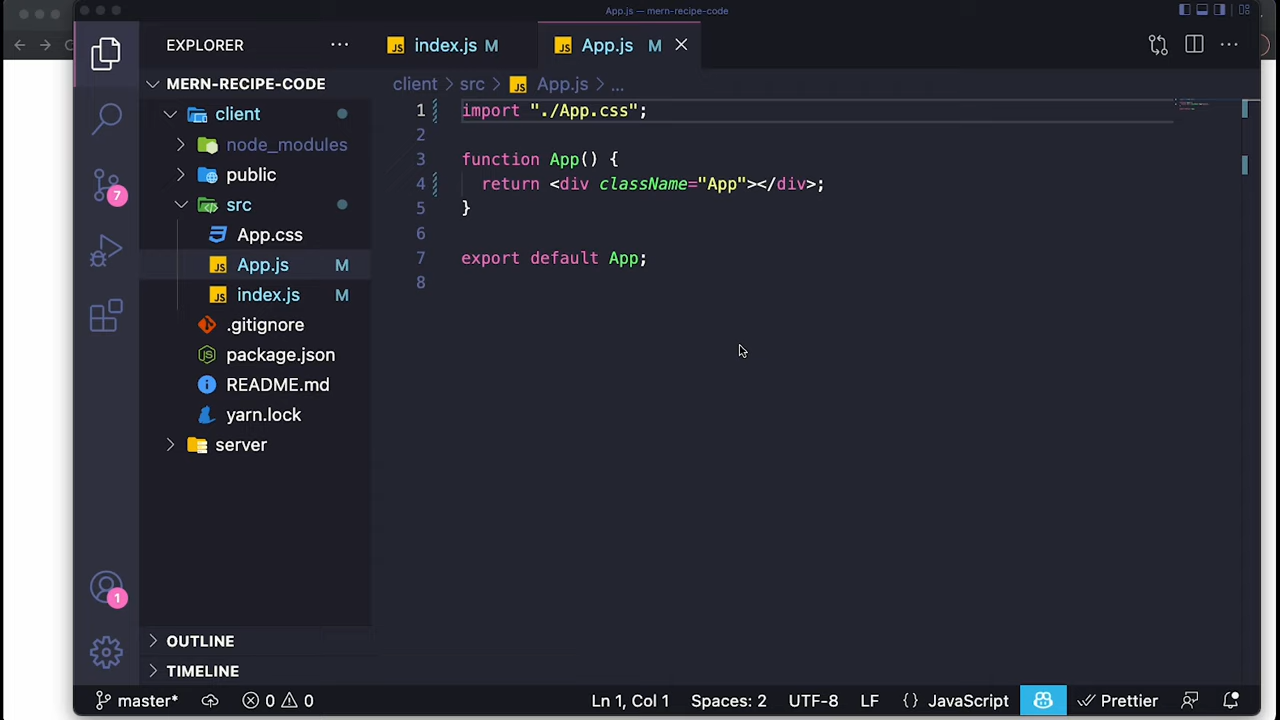 App.js — mern-recipe-code
EXPLORER
index.js M
App.js M
MERN-RECIPE-CODE
client
node_modules
public
src
App.css
App.js M
index.js M
.gitignore
package.json
README.md
yarn.lock
server
OUTLINE
TIMELINE
7
1
client > src > App.js > ...
1 import "./App.css";
2
3 function App() {
4 return <div className="App"></div>;
5 }
6
7 export default App;
8
master* 0 0 Ln 1, Col 1 Spaces: 2 UTF-8 LF {} JavaScript Prettier